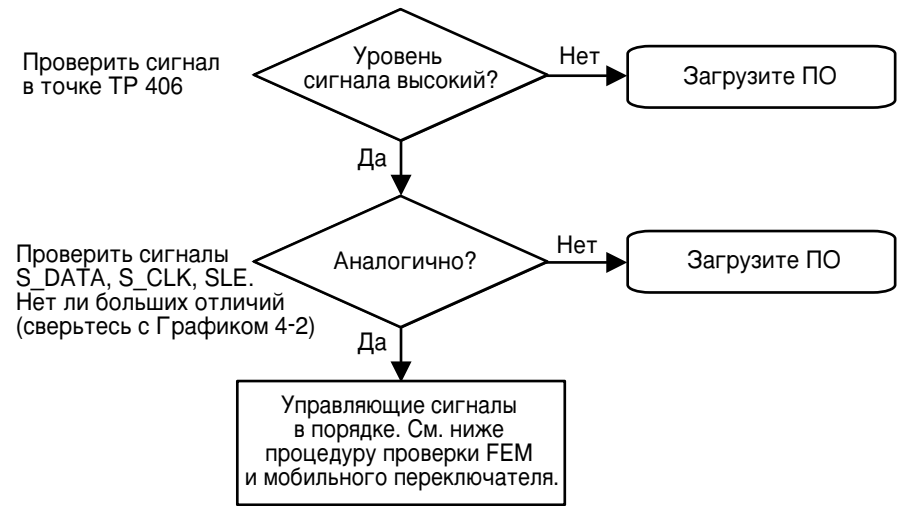 Проверить сигнал
в точке TP 406
Уровень
сигнала высокий?
Нет
Загрузите ПО
Да
Проверить сигналы
S_DATA, S_CLK, SLE.
Нет ли больших отличий
(сверьтесь с Графиком 4-2)
Аналогично?
Нет
Загрузите ПО
Да
Управляющие сигналы
в порядке. См. ниже
процедуру проверки FEM
и мобильного переключателя.